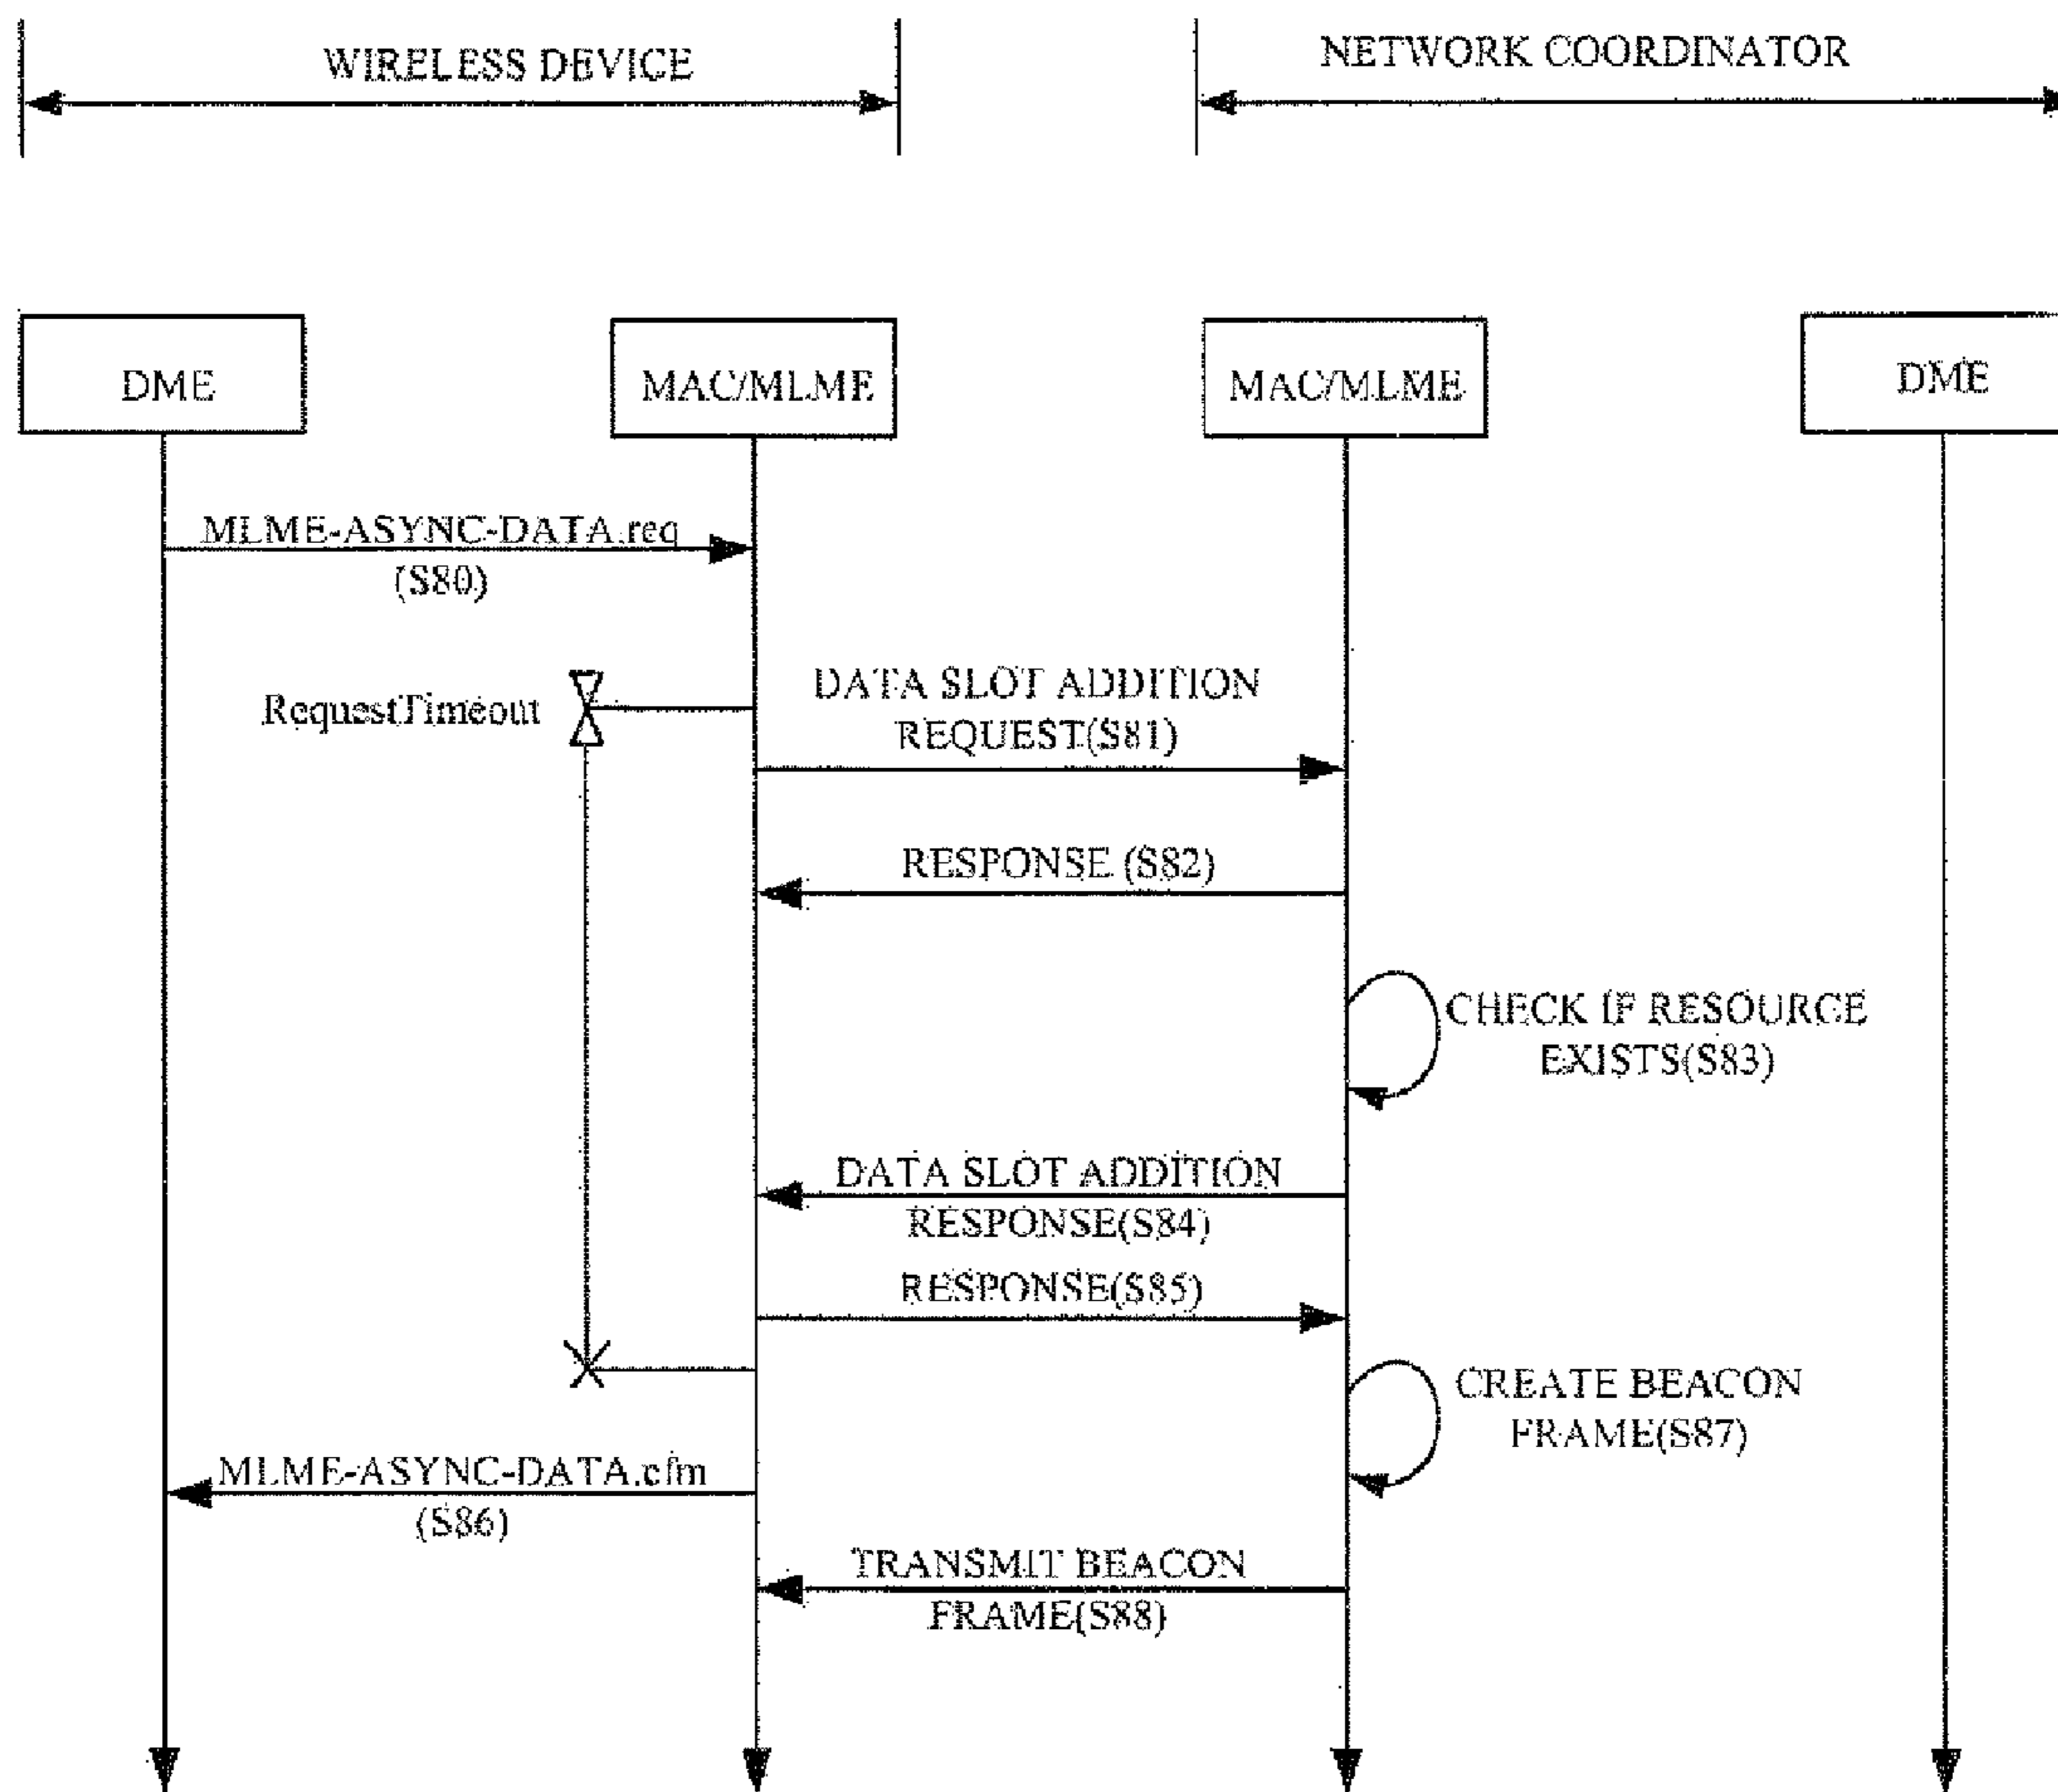 WIRELESS DEVICE
NETWORK COORDINATOR
DME
MAC/MLME
MAC/MLME
DME
MLME-ASYNC-DATA.req
(S80)
RequestTimeout
DATA SLOT ADDITION
REQUEST(S81)
RESPONSE (S82)
CHECK IF RESOURCE
EXISTS(S83)
DATA SLOT ADDITION
RESPONSE(S84)
RESPONSE(S85)
CREATE BEACON
FRAME(S87)
MLME-ASYNC-DATA.cfm
(S86)
TRANSMIT BEACON
FRAME(S88)